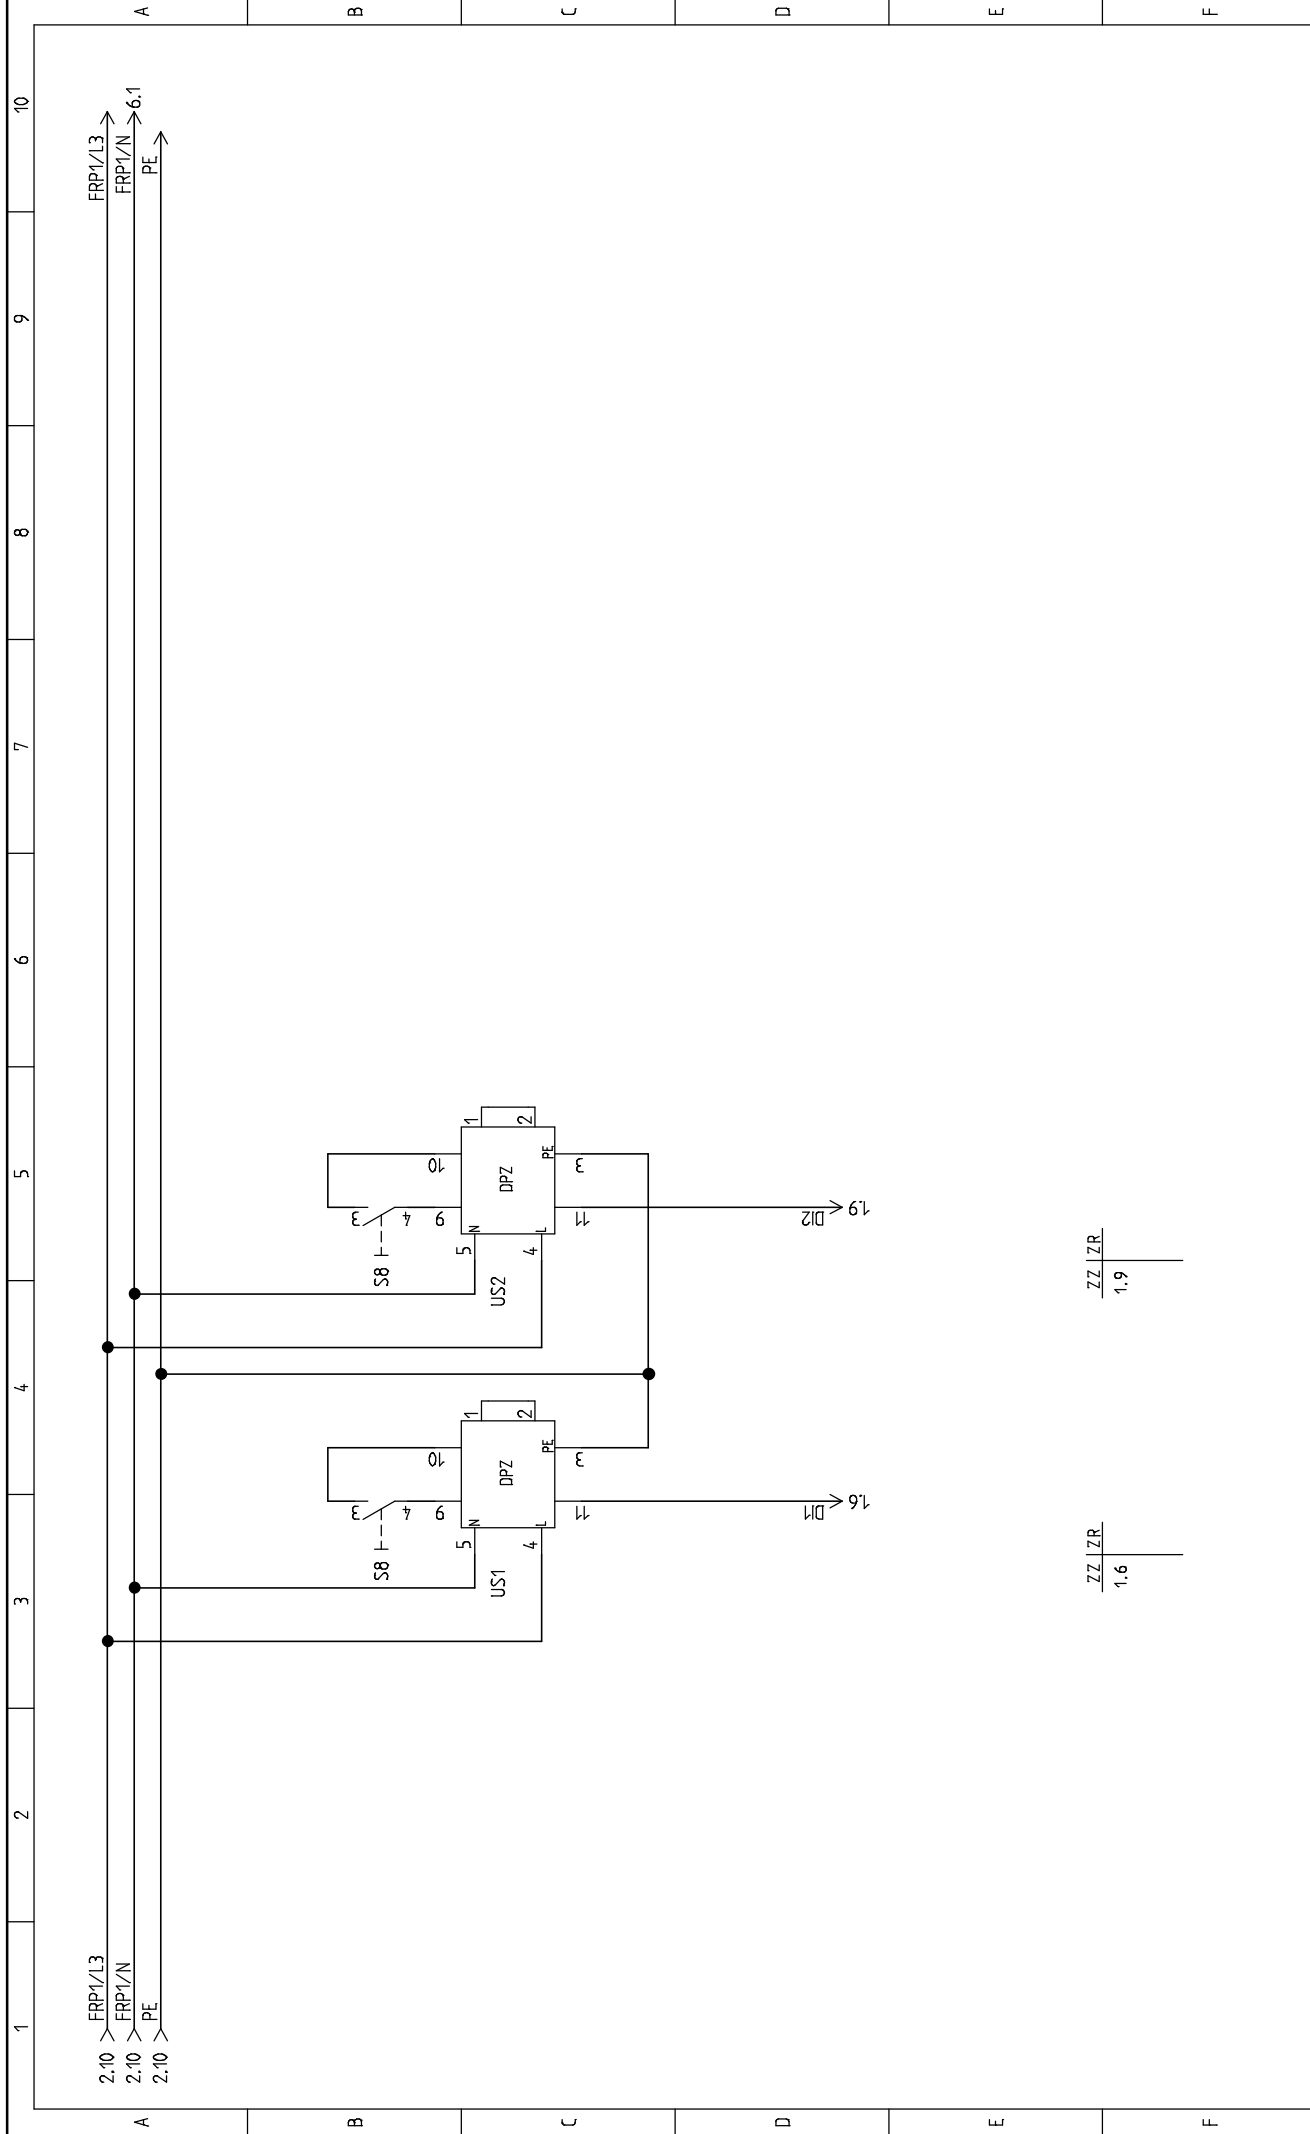 1 2 3 4 5 6 7 8 9 10
A A
B B
C C
D D
E E
F F
2.10 FRP1/L3
2.10 FRP1/N
2.10 PE
FRP1/L3
FRP1/N 6.1
PE
3
S8
4
9 10
5 N
1
DPZ
2
4 L
PE
US1
11 3
DI1
1.6
3
S8
4
9 10
5 N
1
DPZ
2
4 L
PE
US2
11 3
DI2
1.9
ZZ ZR
1.6
ZZ ZR
1.9